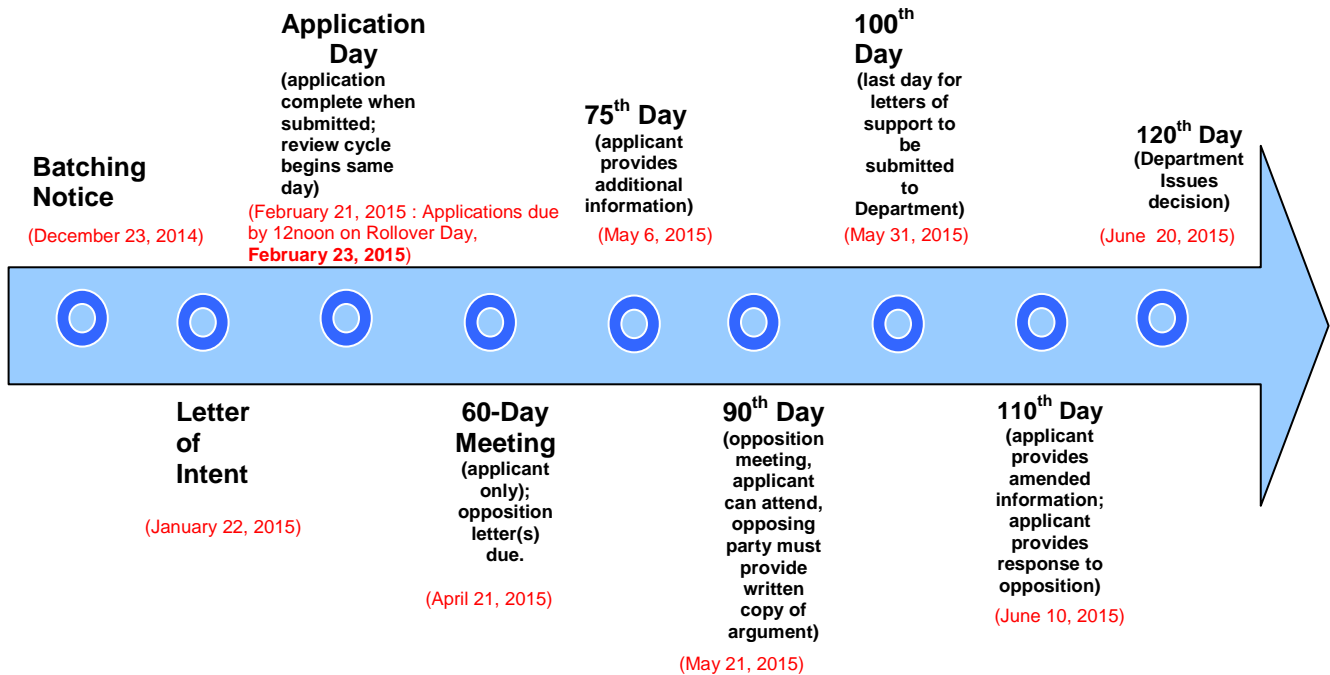 Batching
Notice
(December 23, 2014)
Letter
of
Intent
(January 22, 2015)
Application
Day
(application
complete when
submitted;
review cycle
begins same
day)
(February 21, 2015 : Applications due
by 12noon on Rollover Day,
February 23, 2015)
60-Day
Meeting
(applicant
only);
opposition
letter(s)
due.
(April 21, 2015)
75th Day
(applicant
provides
additional
information)
(May 6, 2015)
90th Day
(opposition
meeting,
applicant
can attend,
opposing
party must
provide
written
copy of
argument)
(May 21, 2015)
100th
Day
(last day for
letters of
support to
be
submitted
to
Department)
(May 31, 2015)
110th Day
(applicant
provides
amended
information;
applicant
provides
response to
opposition)
(June 10, 2015)
120th Day
(Department
Issues
decision)
(June 20, 2015)